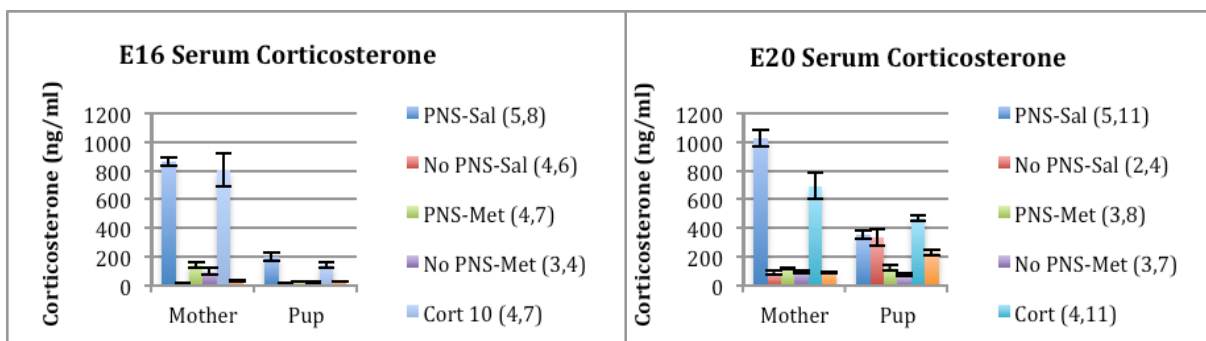 E16 Serum Corticosterone
Corticosterone (ng/ml)
1200
1000
800
600
400
200
0
Mother
Pup
PNS-Sal (5,8)
No PNS-Sal (4,6)
PNS-Met (4,7)
No PNS-Met (3,4)
Cort 10 (4,7)
E20 Serum Corticosterone
Corticosterone (ng/ml)
1200
1000
800
600
400
200
0
Mother
Pup
PNS-Sal (5,11)
No PNS-Sal (2,4)
PNS-Met (3,8)
No PNS-Met (3,7)
Cort (4,11)